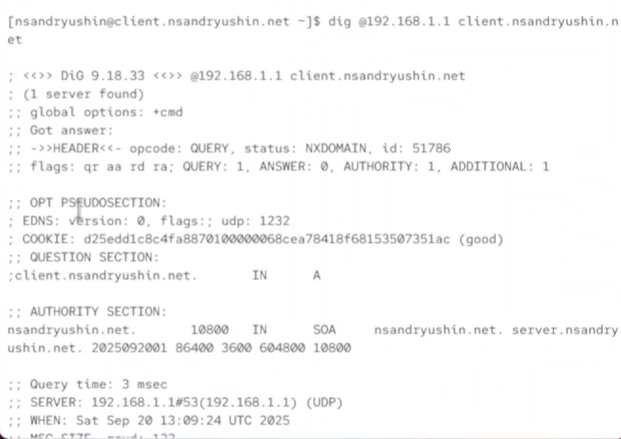 [nsandryushin@client.nsandryushin.net ~]$ dig @192.168.1.1 client.nsandryushin.n
et
; <<>> DiG 9.18.33 <<>> @192.168.1.1 client.nsandryushin.net
; (1 server found)
;; global options: +cmd
;; Got answer:
;; ->>HEADER<<- opcode: QUERY, status: NXDOMAIN, id: 51786
;; flags: qr aa rd ra; QUERY: 1, ANSWER: 0, AUTHORITY: 1, ADDITIONAL: 1
;; OPT PSEUDOSECTION:
; EDNS: version: 0, flags:; udp: 1232
; COOKIE: d25edd1c8c4fa8870100000068cea78418f68153507351ac (good)
;; QUESTION SECTION:
;client.nsandryushin.net. IN A
;; AUTHORITY SECTION:
nsandryushin.net. 10800 IN SOA nsandryushin.net. server.nsandry
ushin.net. 2025092001 86400 3600 604800 10800
;; Query time: 3 msec
;; SERVER: 192.168.1.1#53(192.168.1.1) (UDP)
;; WHEN: Sat Sep 20 13:09:24 UTC 2025